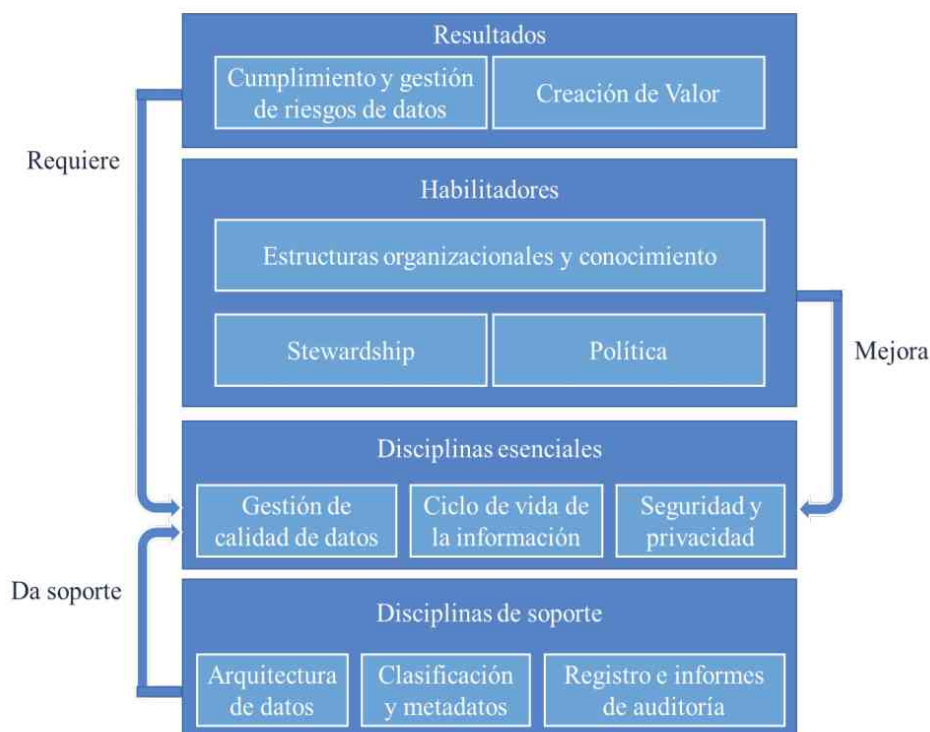 Resultados
Cumplimiento y gestión
de riesgos de datos
Creación de Valor
Requiere
Habilitadores
Estructuras organizacionales y conocimiento
Stewardship
Política
Mejora
Disciplinas esenciales
Gestión de
calidad de datos
Ciclo de vida de
la información
Seguridad y
privacidad
Da soporte
Disciplinas de soporte
Arquitectura
de datos
Clasificación
y metadatos
Registro e informes
de auditoría